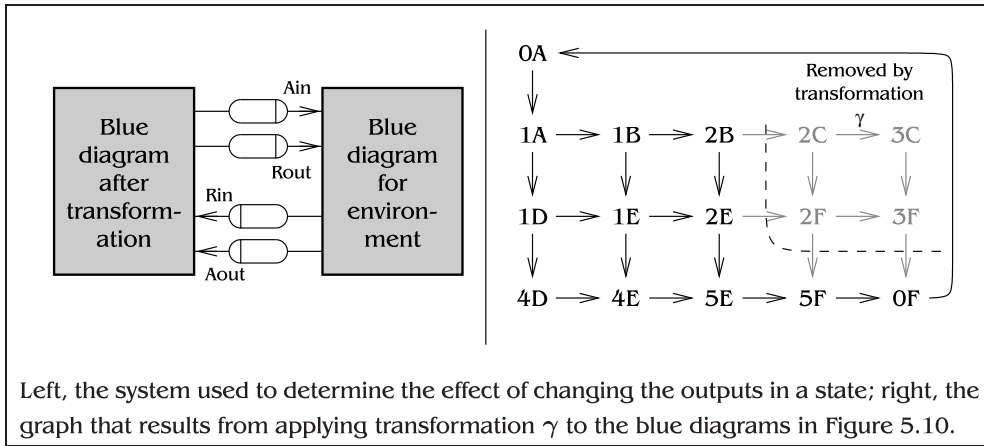 Blue
diagram
after
transform-
ation
Ain
Rout
Rin
Aout
Blue
diagram
for
environ-
ment
0A
Removed by
transformation
γ
1A 1B 2B 2C 3C
1D 1E 2E 2F 3F
4D 4E 5E 5F 0F
Left, the system used to determine the effect of changing the outputs in a state; right, the
graph that results from applying transformation γ to the blue diagrams in Figure 5.10.